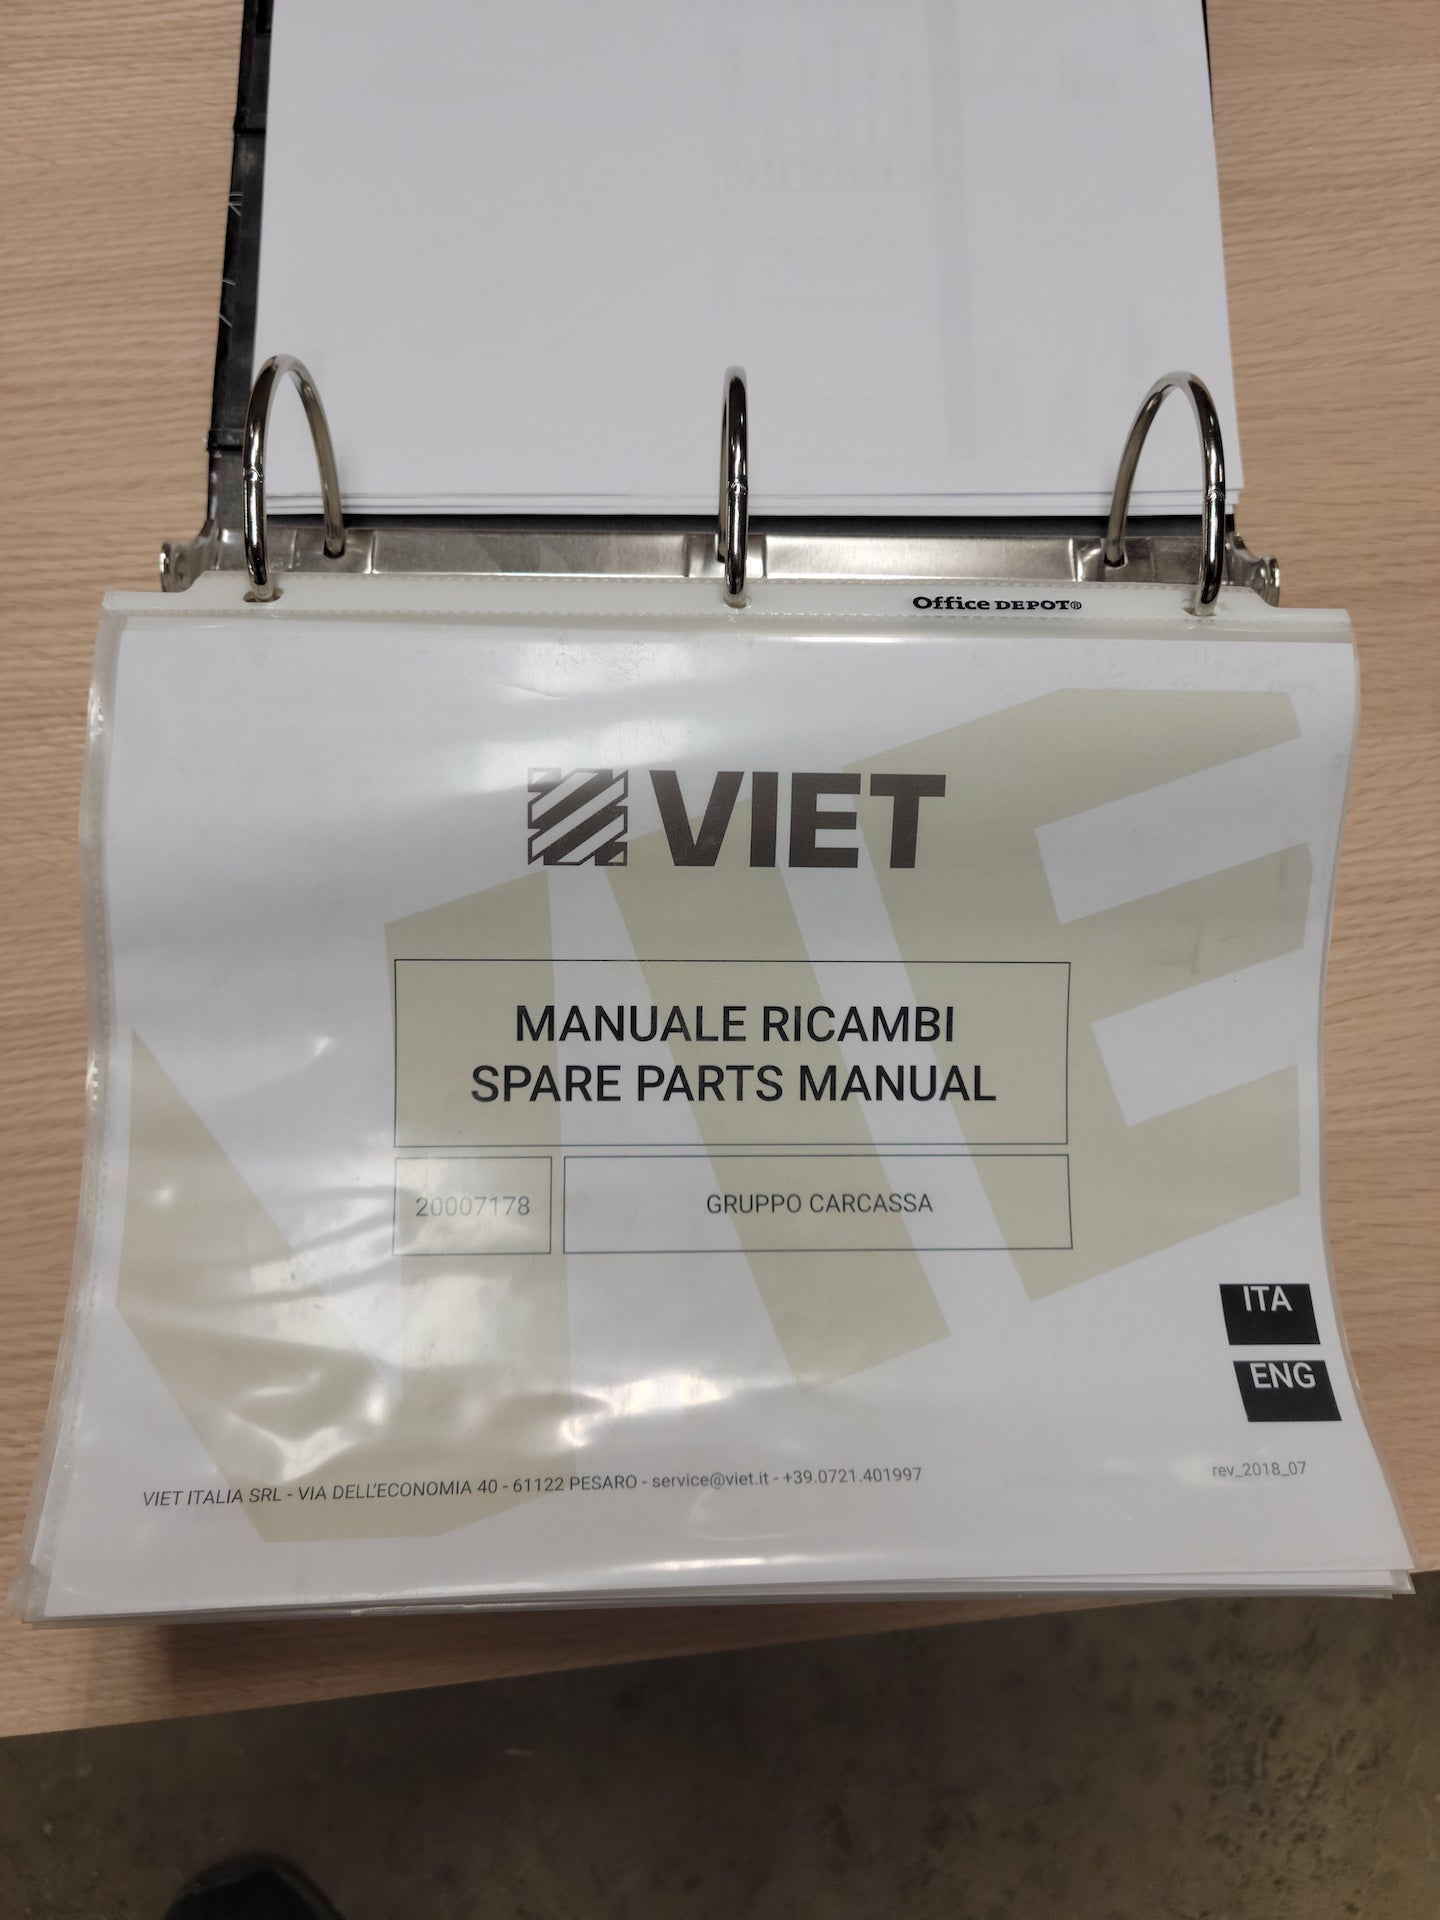 Office DEPOT®
VIET
MANUALE RICAMBI
SPARE PARTS MANUAL
20007178
GRUPPO CARCASSA
ITA
ENG
VIET ITALIA SRL - VIA DELL'ECONOMIA 40 - 61122 PESARO - service@viet.it - +39.0721.401997
rev_2018_07